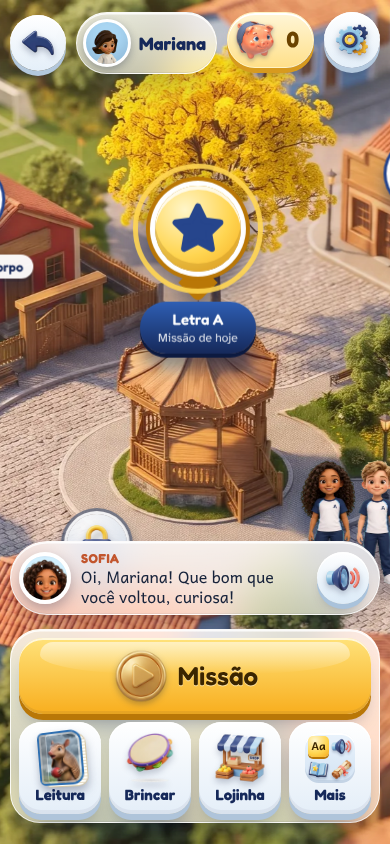 Mariana
0
orpo
Letra A
Missão de hoje
SOFIA
Oi, Mariana! Que bom que
você voltou, curiosa!
Missão
Aa
Leitura
Brincar
Lojinha
Mais